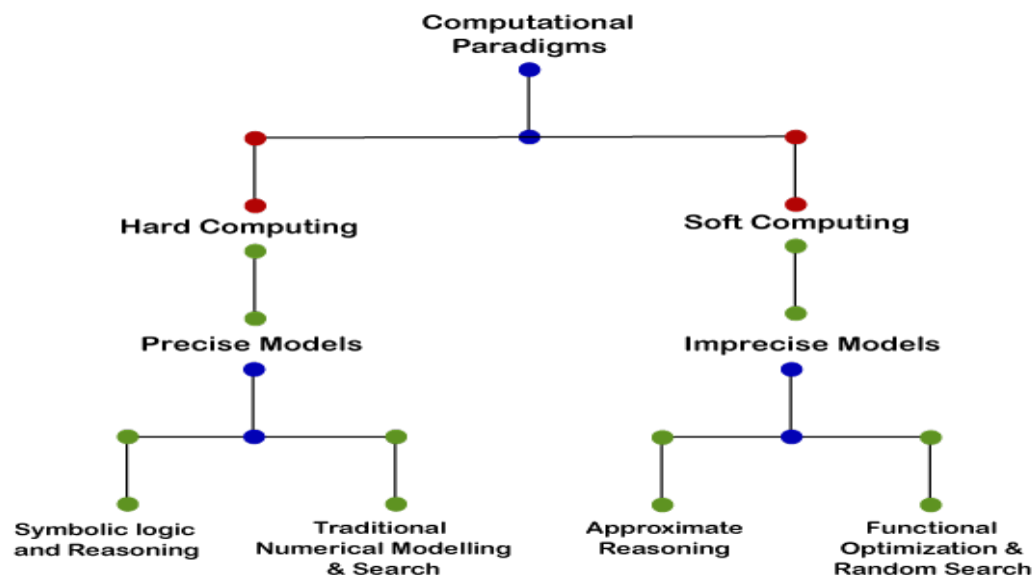 Computational
Paradigms
Hard Computing
Soft Computing
Precise Models
Imprecise Models
Symbolic logic
and Reasoning
Traditional
Numerical Modelling
& Search
Approximate
Reasoning
Functional
Optimization &
Random Search